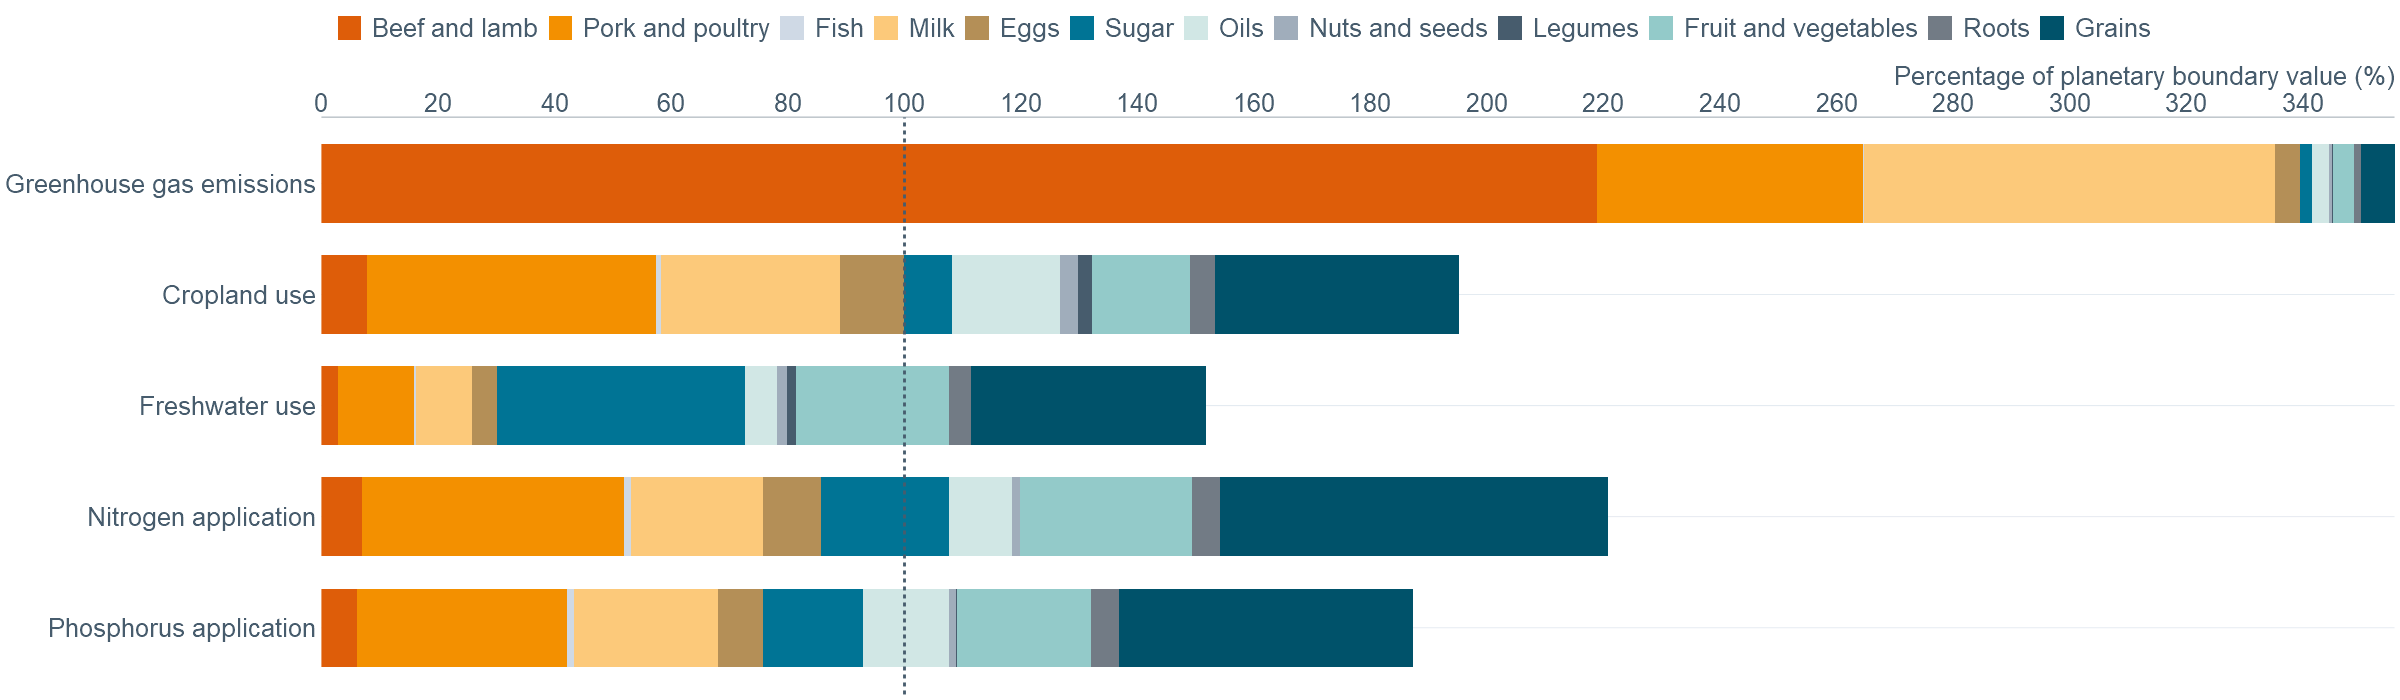 Beef and lamb Pork and poultry Fish Milk Eggs Sugar Oils Nuts and seeds Legumes Fruit and vegetables Roots Grains
Percentage of planetary boundary value (%)
0 20 40 60 80 100 120 140 160 180 200 220 240 260 280 300 320 340
Greenhouse gas emissions
Cropland use
Freshwater use
Nitrogen application
Phosphorus application